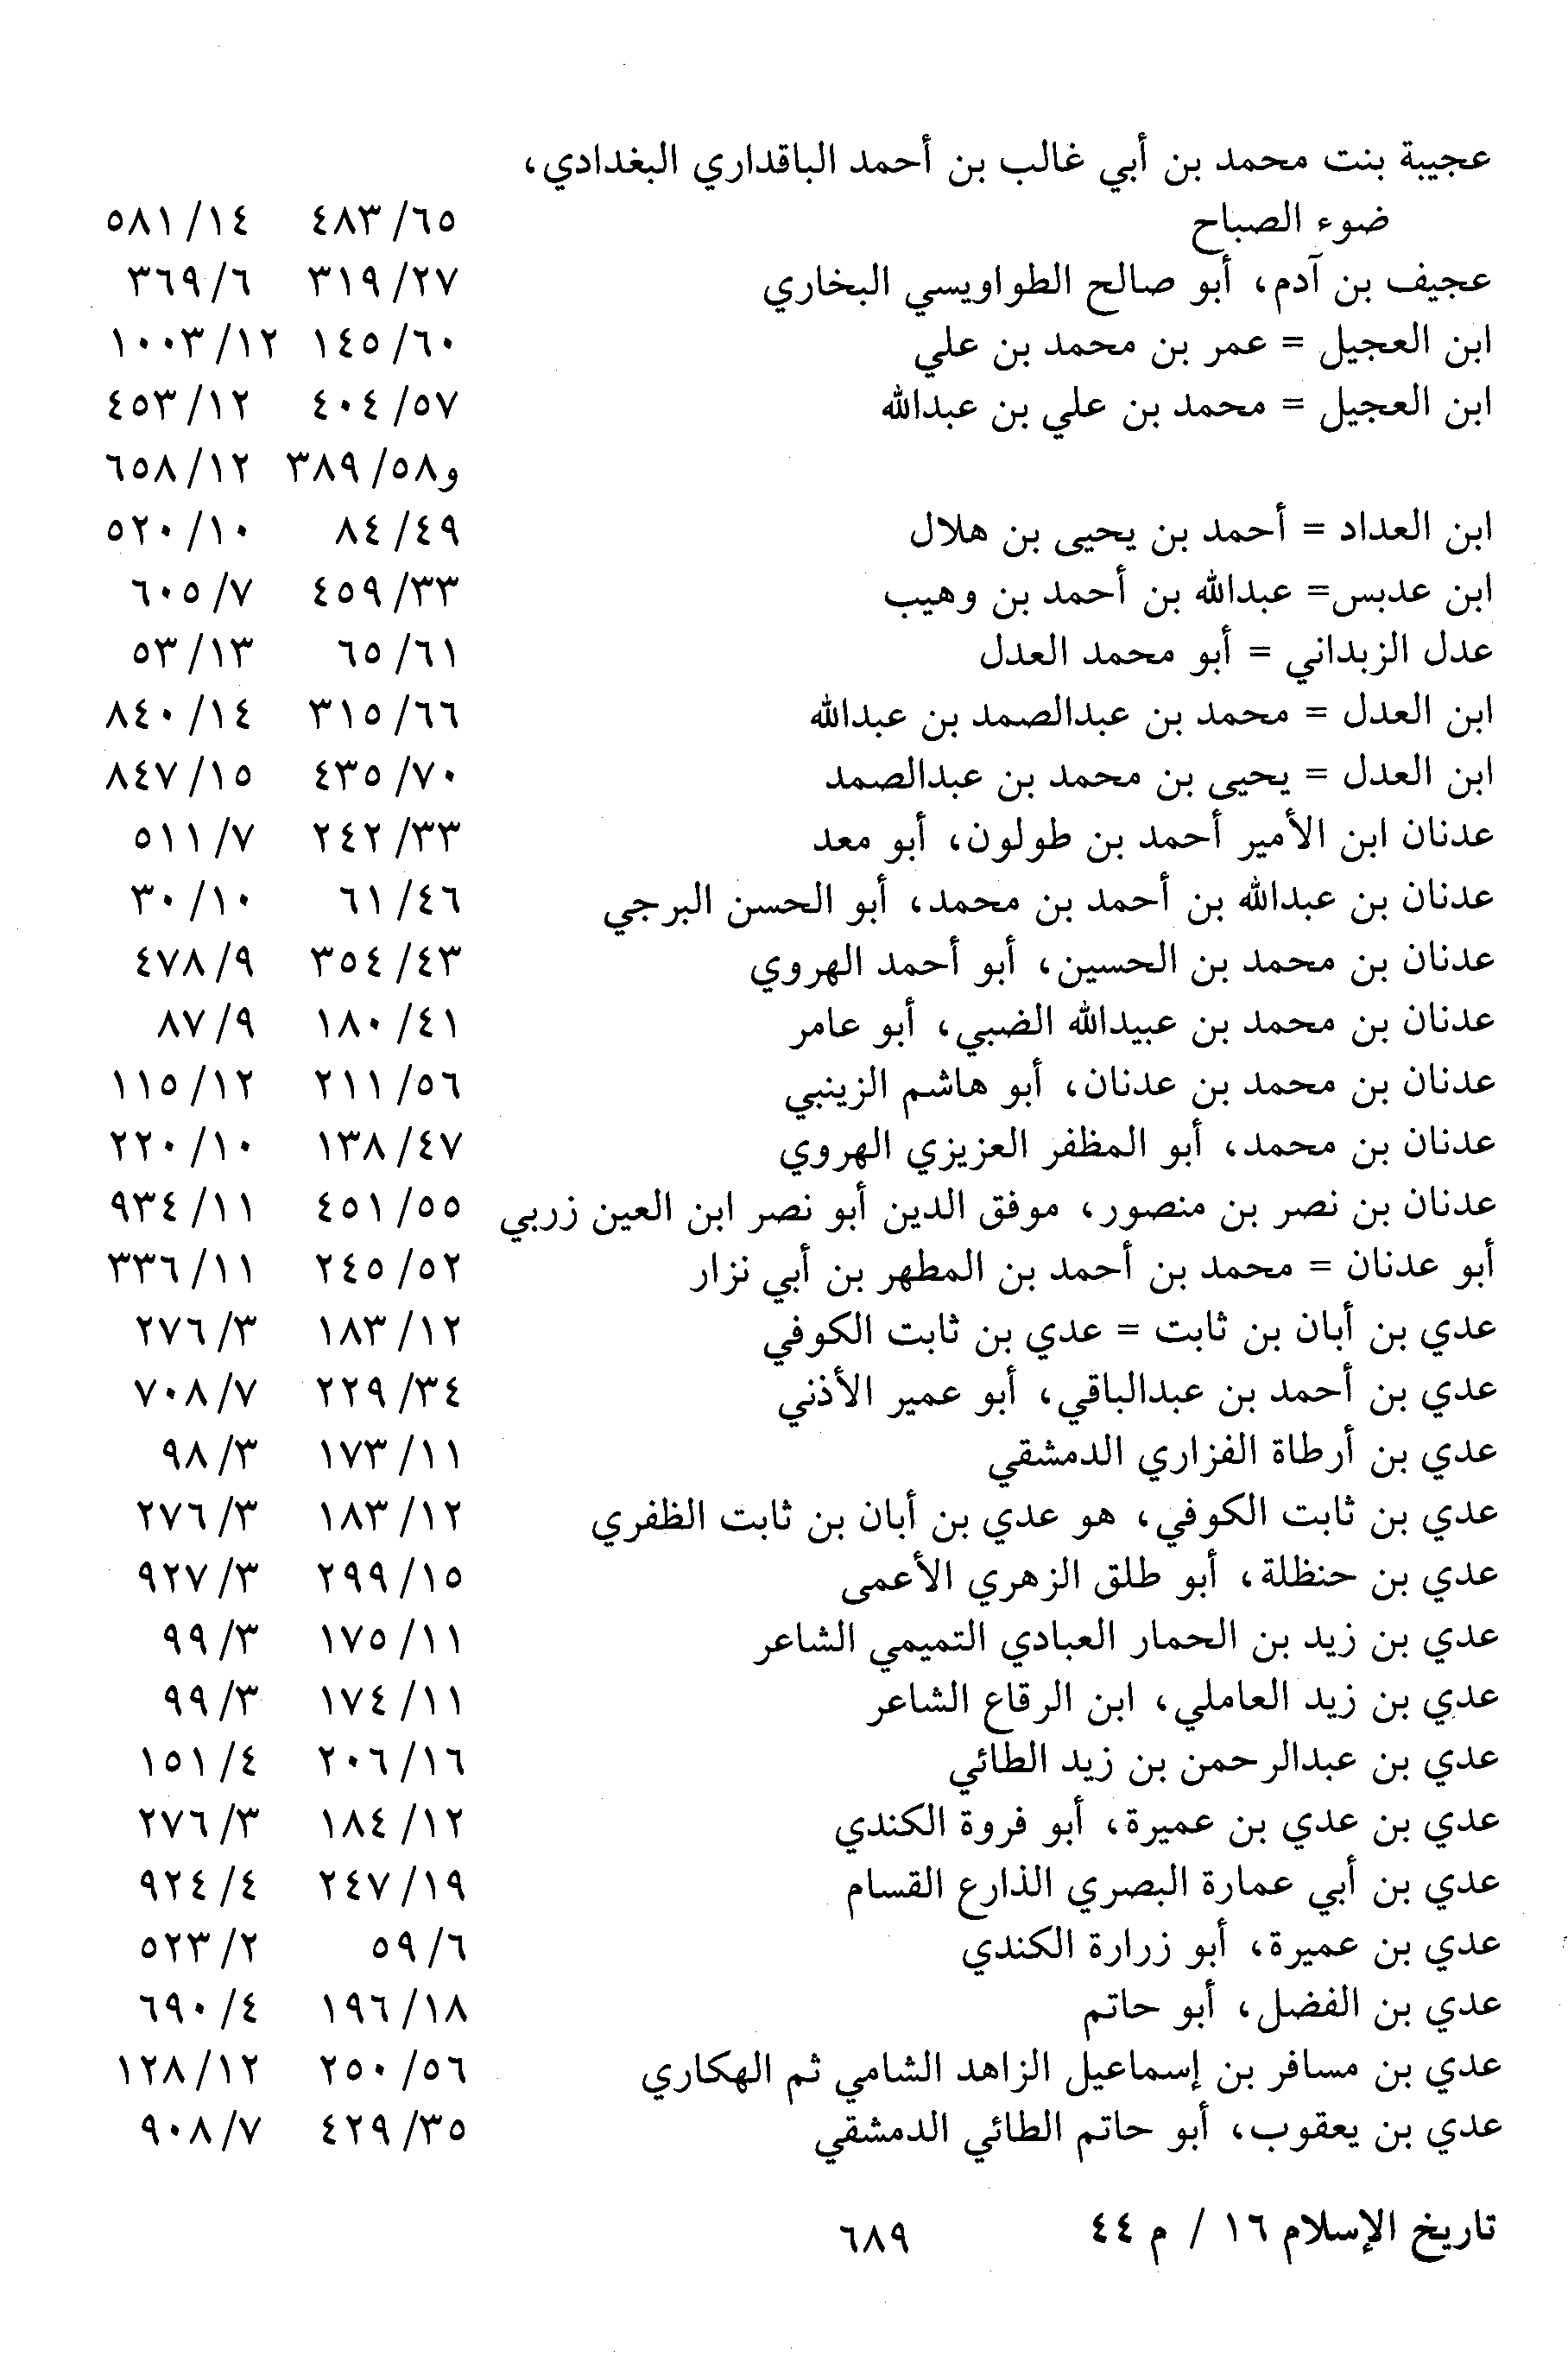 عجيبة بنت محمد بن أبي غالب بن أحمد الباقداري البغدادي،
ضوء الصباح ٦٥/ ٤٨٣ ١٤/ ٥٨١
عجيف بن آدم، أبو صالح الطواويسي البخاري ٢٧/ ٣١٩ ٦/ ٣٦٩
ابن العجيل = عمر بن محمد بن علي ٦٠/ ١٤٥ ١٢/ ١٠٠٣
ابن العجيل = محمد بن علي بن عبدالله ٥٧/ ٤٠٤ ١٢/ ٤٥٣
و٥٨/ ٣٨٩ ١٢/ ٦٥٨
ابن العداد = أحمد بن يحيى بن هلال ٤٩/ ٨٤ ١٠/ ٥٢٠
ابن عدبس= عبدالله بن أحمد بن وهيب ٣٣/ ٤٥٩ ٧/ ٦٠٥
عدل الزبداني = أبو محمد العدل ٦١/ ٦٥ ١٣/ ٥٣
ابن العدل = محمد بن عبدالصمد بن عبدالله ٦٦/ ٣١٥ ١٤/ ٨٤٠
ابن العدل = يحيى بن محمد بن عبدالصمد ٧٠/ ٤٣٥ ١٥/ ٨٤٧
عدنان ابن الأمير أحمد بن طولون، أبو معد ٣٣/ ٢٤٢ ٧/ ٥١١
عدنان بن عبدالله بن أحمد بن محمد، أبو الحسن البرجي ٤٦/ ٦١ ١٠/ ٣٠
عدنان بن محمد بن الحسين، أبو أحمد الهروي ٤٣/ ٣٥٤ ٩/ ٤٧٨
عدنان بن محمد بن عبيدالله الضبي، أبو عامر ٤١/ ١٨٠ ٩/ ٨٧
عدنان بن محمد بن عدنان، أبو هاشم الزينبي ٥٦/ ٢١١ ١٢/ ١١٥
عدنان بن محمد، أبو المظفر العزيزي الهروي ٤٧/ ١٣٨ ١٠/ ٢٢٠
عدنان بن نصر بن منصور، موفق الدين أبو نصر ابن العين زربي ٥٥/ ٤٥١ ١١/ ٩٣٤
أبو عدنان = محمد بن أحمد بن المطهر بن أبي نزار ٥٢/ ٢٤٥ ١١/ ٣٣٦
عدي بن أبان بن ثابت = عدي بن ثابت الكوفي ١٢/ ١٨٣ ٣/ ٢٧٦
عدي بن أحمد بن عبدالباقي، أبو عمير الأذني ٣٤/ ٢٢٩ ٧/ ٧٠٨
عدي بن أرطاة الفزاري الدمشقي ١١/ ١٧٣ ٣/ ٩٨
عدي بن ثابت الكوفي، هو عدي بن أبان بن ثابت الظفري ١٢/ ١٨٣ ٣/ ٢٧٦
عدي بن حنظلة، أبو طلق الزهري الأعمى ١٥/ ٢٩٩ ٣/ ٩٢٧
عدي بن زيد بن الحمار العبادي التميمي الشاعر ١١/ ١٧٥ ٣/ ٩٩
عدي بن زيد العاملي، ابن الرقاع الشاعر ١١/ ١٧٤ ٣/ ٩٩
عدي بن عبدالرحمن بن زيد الطائي ١٦/ ٢٠٦ ٤/ ١٥١
عدي بن عدي بن عميرة، أبو فروة الكندي ١٢/ ١٨٤ ٣/ ٢٧٦
عدي بن أبي عمارة البصري الذارع القسام ١٩/ ٢٤٧ ٤/ ٩٢٤
عدي بن عميرة، أبو زرارة الكندي ٦/ ٥٩ ٢/ ٥٢٣
عدي بن الفضل، أبو حاتم ١٨/ ١٩٦ ٤/ ٦٩٠
عدي بن مسافر بن إسماعيل الزاهد الشامي ثم الهكاري ٥٦/ ٢٥٠ ١٢/ ١٢٨
عدي بن يعقوب، أبو حاتم الطائي الدمشقي ٣٥/ ٤٢٩ ٧/ ٩٠٨
تاريخ الإسلام ١٦ / م ٤٤ ٦٨٩